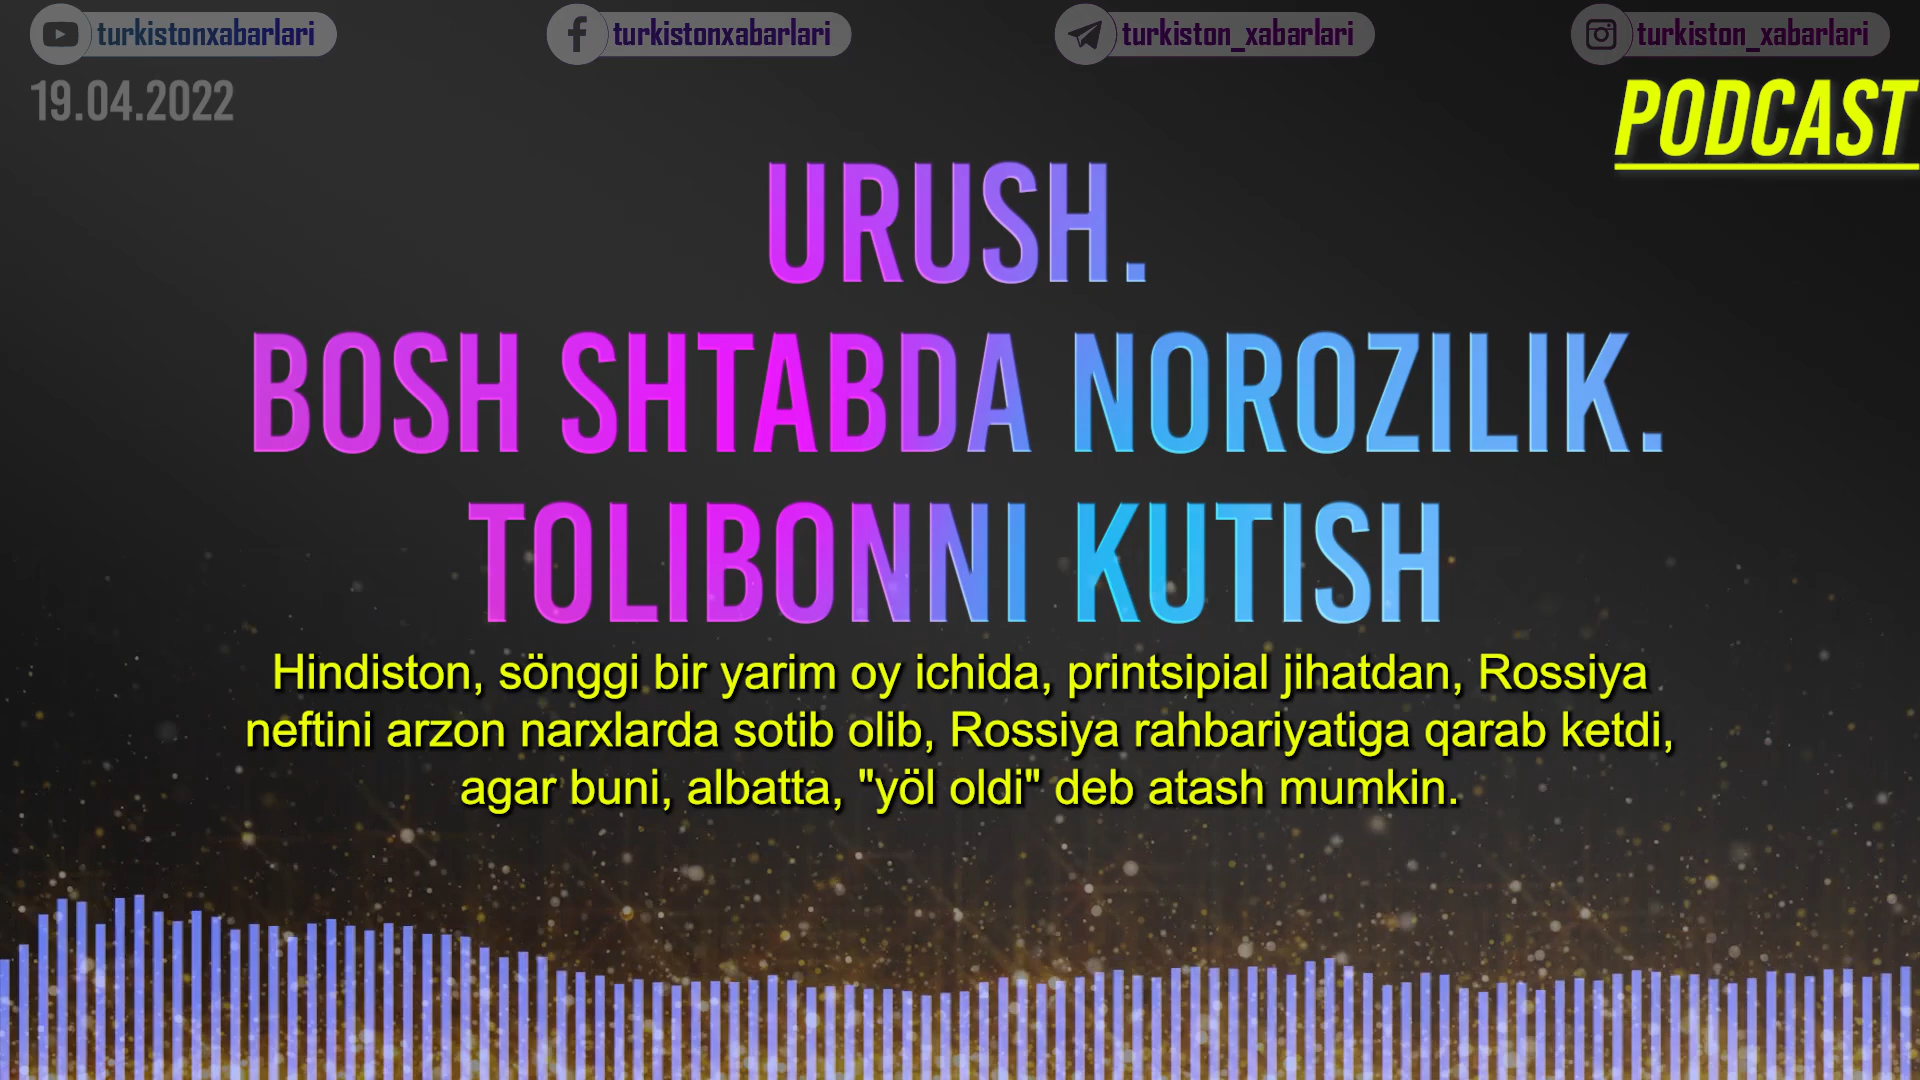 turkistonxabarlari
turkistonxabarlari
turkiston_xabarlari
turkiston_xabarlari
19.04.2022
PODCAST
URUSH.
BOSH SHTABDA NOROZILIK.
TOLIBONNI KUTISH
Hindiston, sönggi bir yarim oy ichida, printsipial jihatdan, Rossiya
neftini arzon narxlarda sotib olib, Rossiya rahbariyatiga qarab ketdi,
agar buni, albatta, "yöl oldi" deb atash mumkin.